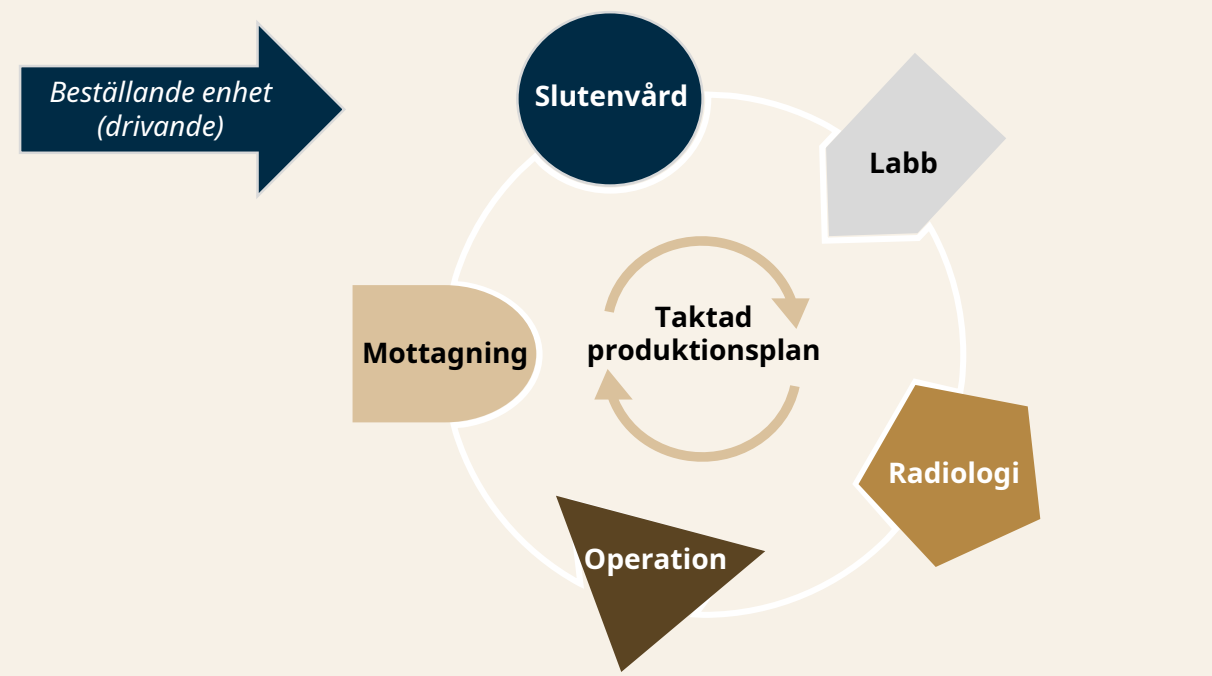 Beställande enhet
(drivande)
Slutenvård
Labb
Taktad
produktionsplan
Mottagning
Radiologi
Operation